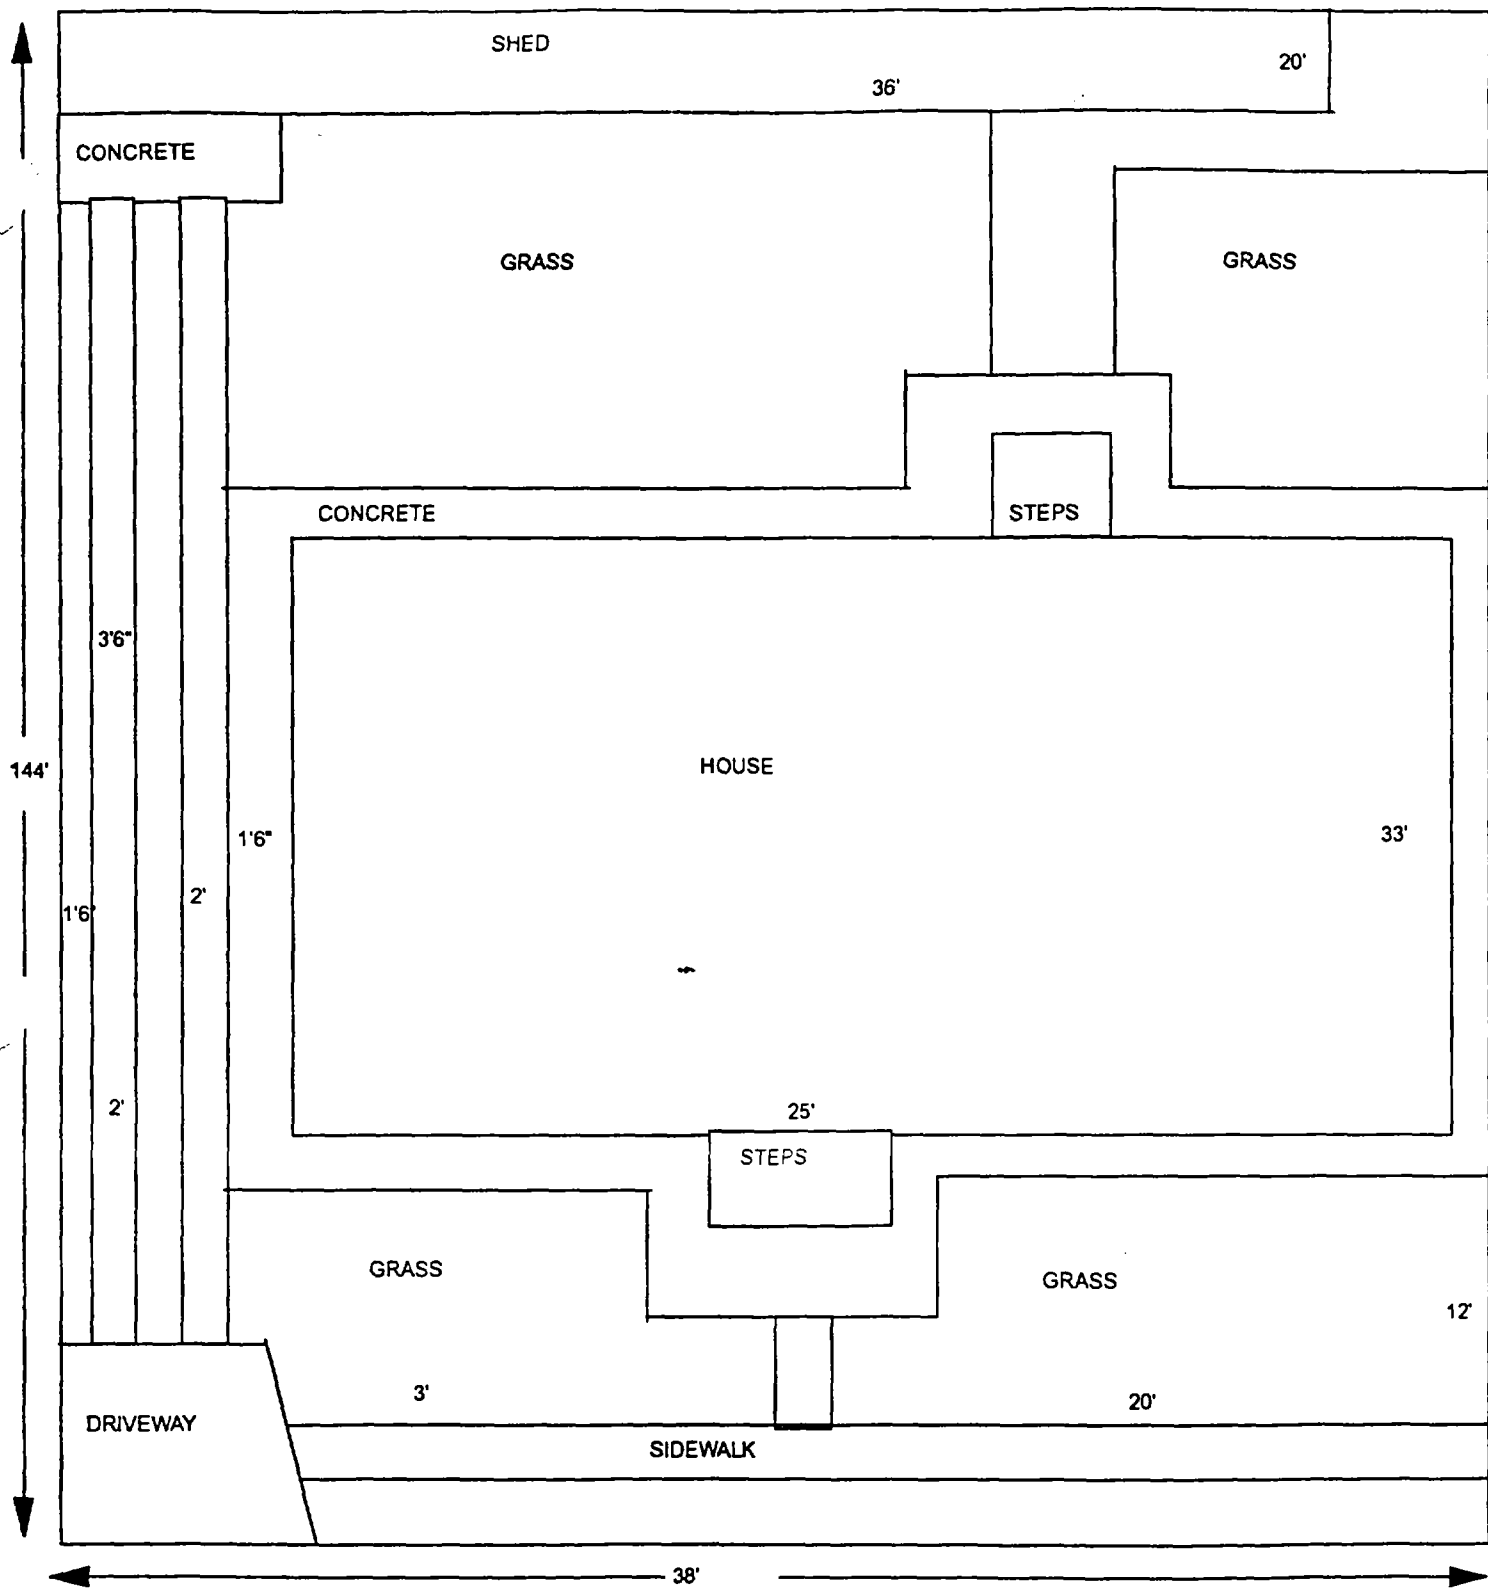 SHED
20'
36'
CONCRETE
GRASS
GRASS
CONCRETE
STEPS
3'6"
144'
HOUSE
33'
1'6"
2'
1'6'
2'
25'
STEPS
GRASS
GRASS
12'
3'
20'
DRIVEWAY
SIDEWALK
38'